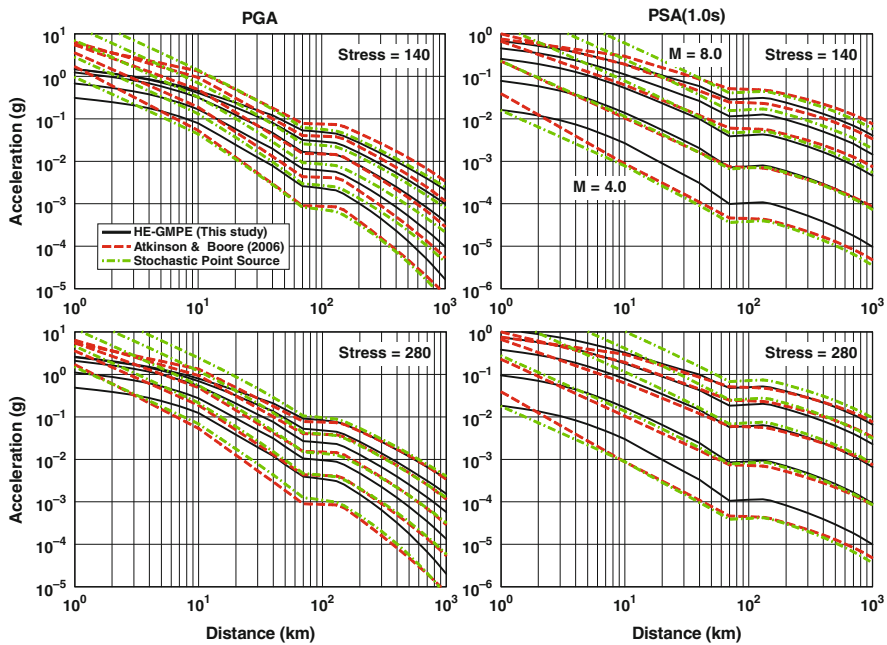 PGA
PSA(1.0s)
10^1
10^0
10^-1
10^-2
10^-3
10^-4
10^-5
Acceleration (g)
Stress = 140
HE-GMPE (This study)
Atkinson & Boore (2006)
Stochastic Point Source
10^0
10^1
10^2
10^3
10^0
10^-1
10^-2
10^-3
10^-4
10^-5
10^-6
M = 8.0
Stress = 140
M = 4.0
10^0
10^1
10^2
10^3
10^1
10^0
10^-1
10^-2
10^-3
10^-4
10^-5
Acceleration (g)
Stress = 280
10^0
10^1
10^2
10^3
Distance (km)
10^0
10^-1
10^-2
10^-3
10^-4
10^-5
10^-6
Stress = 280
10^0
10^1
10^2
10^3
Distance (km)